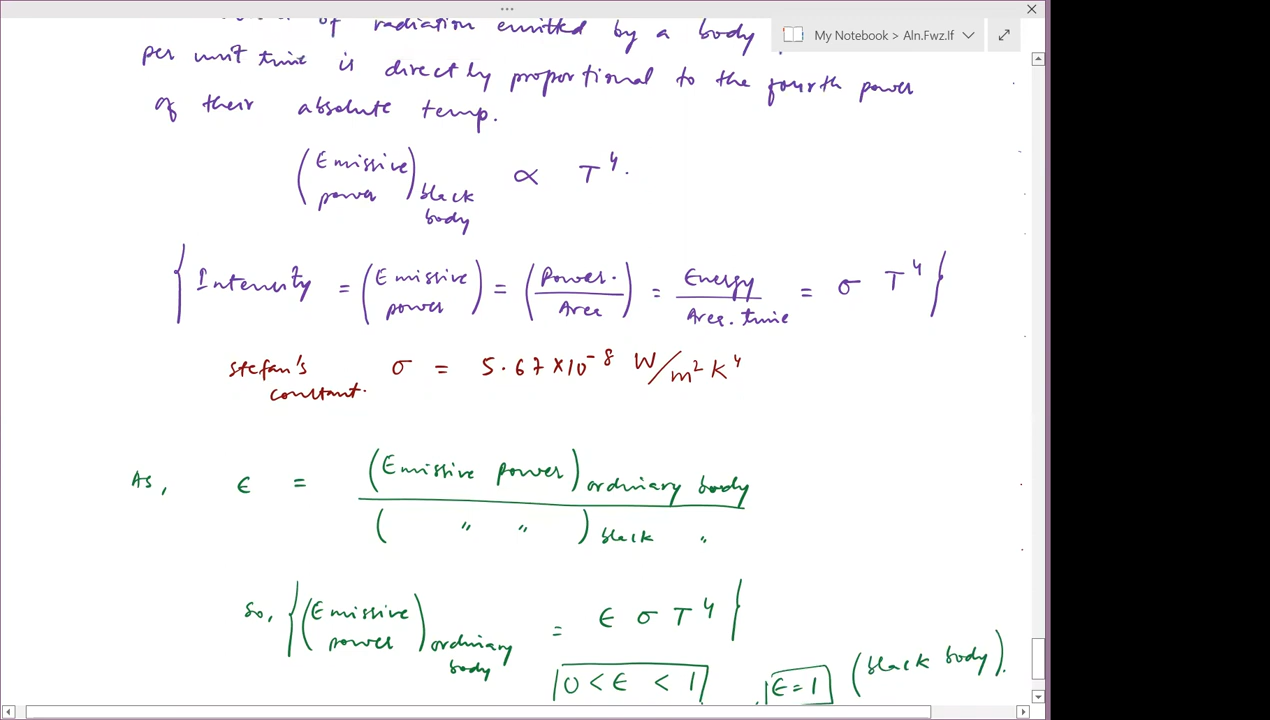 of radiation emitted by a body
My Notebook > Aln.Fwz.If
per unit time is directly proportional to the fourth power
of their absolute temp.
(Emissive power) black body ∝ T⁴.
{ Intensity = (Emissive power) = (Power. / Area) = Energy / Area. time = σ T⁴ }
Stefan's constant. σ = 5.67×10⁻⁸ W/m² K⁴
As, ϵ = (Emissive power) ordinary body / ( " " ) black "
So, { (Emissive power) ordinary body = ϵ σ T⁴ }
0 < ϵ < 1, ϵ = 1 (black body).